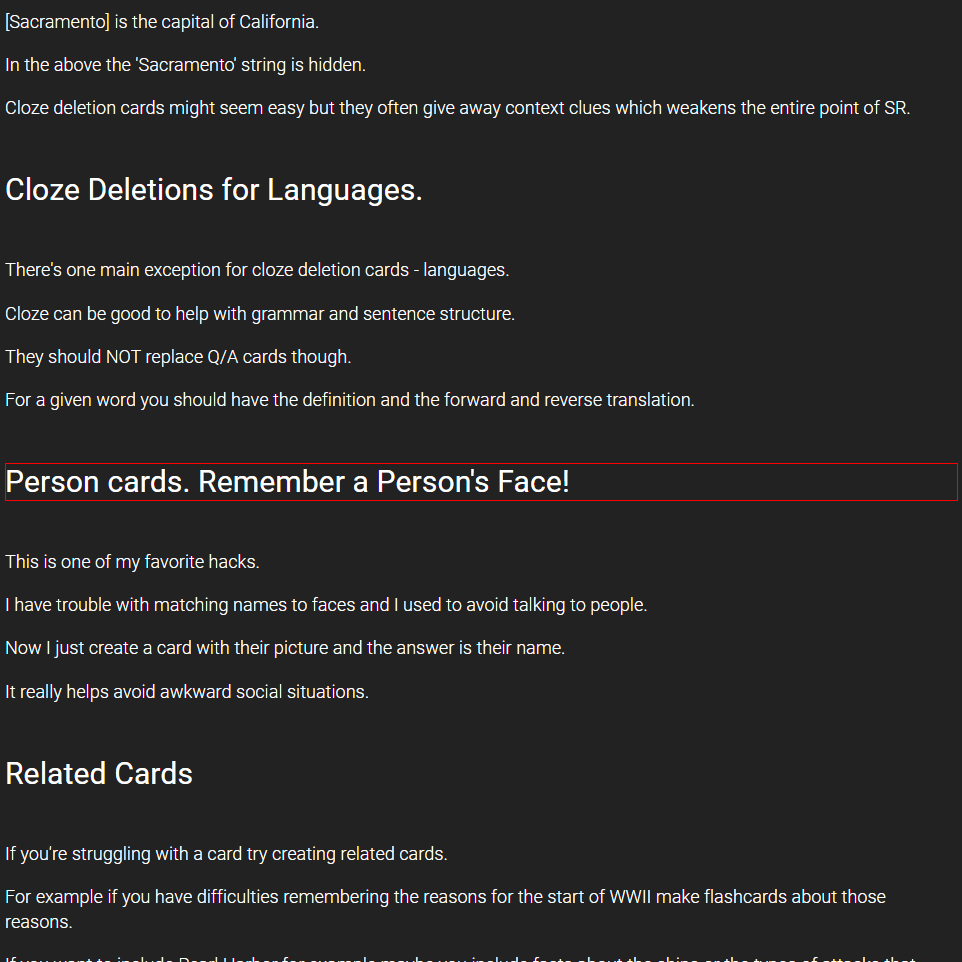 [Sacramento] is the capital of California.
In the above the 'Sacramento' string is hidden.
Cloze deletion cards might seem easy but they often give away context clues which weakens the entire point of SR.
Cloze Deletions for Languages.
There's one main exception for cloze deletion cards - languages.
Cloze can be good to help with grammar and sentence structure.
They should NOT replace Q/A cards though.
For a given word you should have the definition and the forward and reverse translation.
Person cards. Remember a Person's Face!
This is one of my favorite hacks.
I have trouble with matching names to faces and I used to avoid talking to people.
Now I just create a card with their picture and the answer is their name.
It really helps avoid awkward social situations.
Related Cards
If you're struggling with a card try creating related cards.
For example if you have difficulties remembering the reasons for the start of WWII make flashcards about those
reasons.